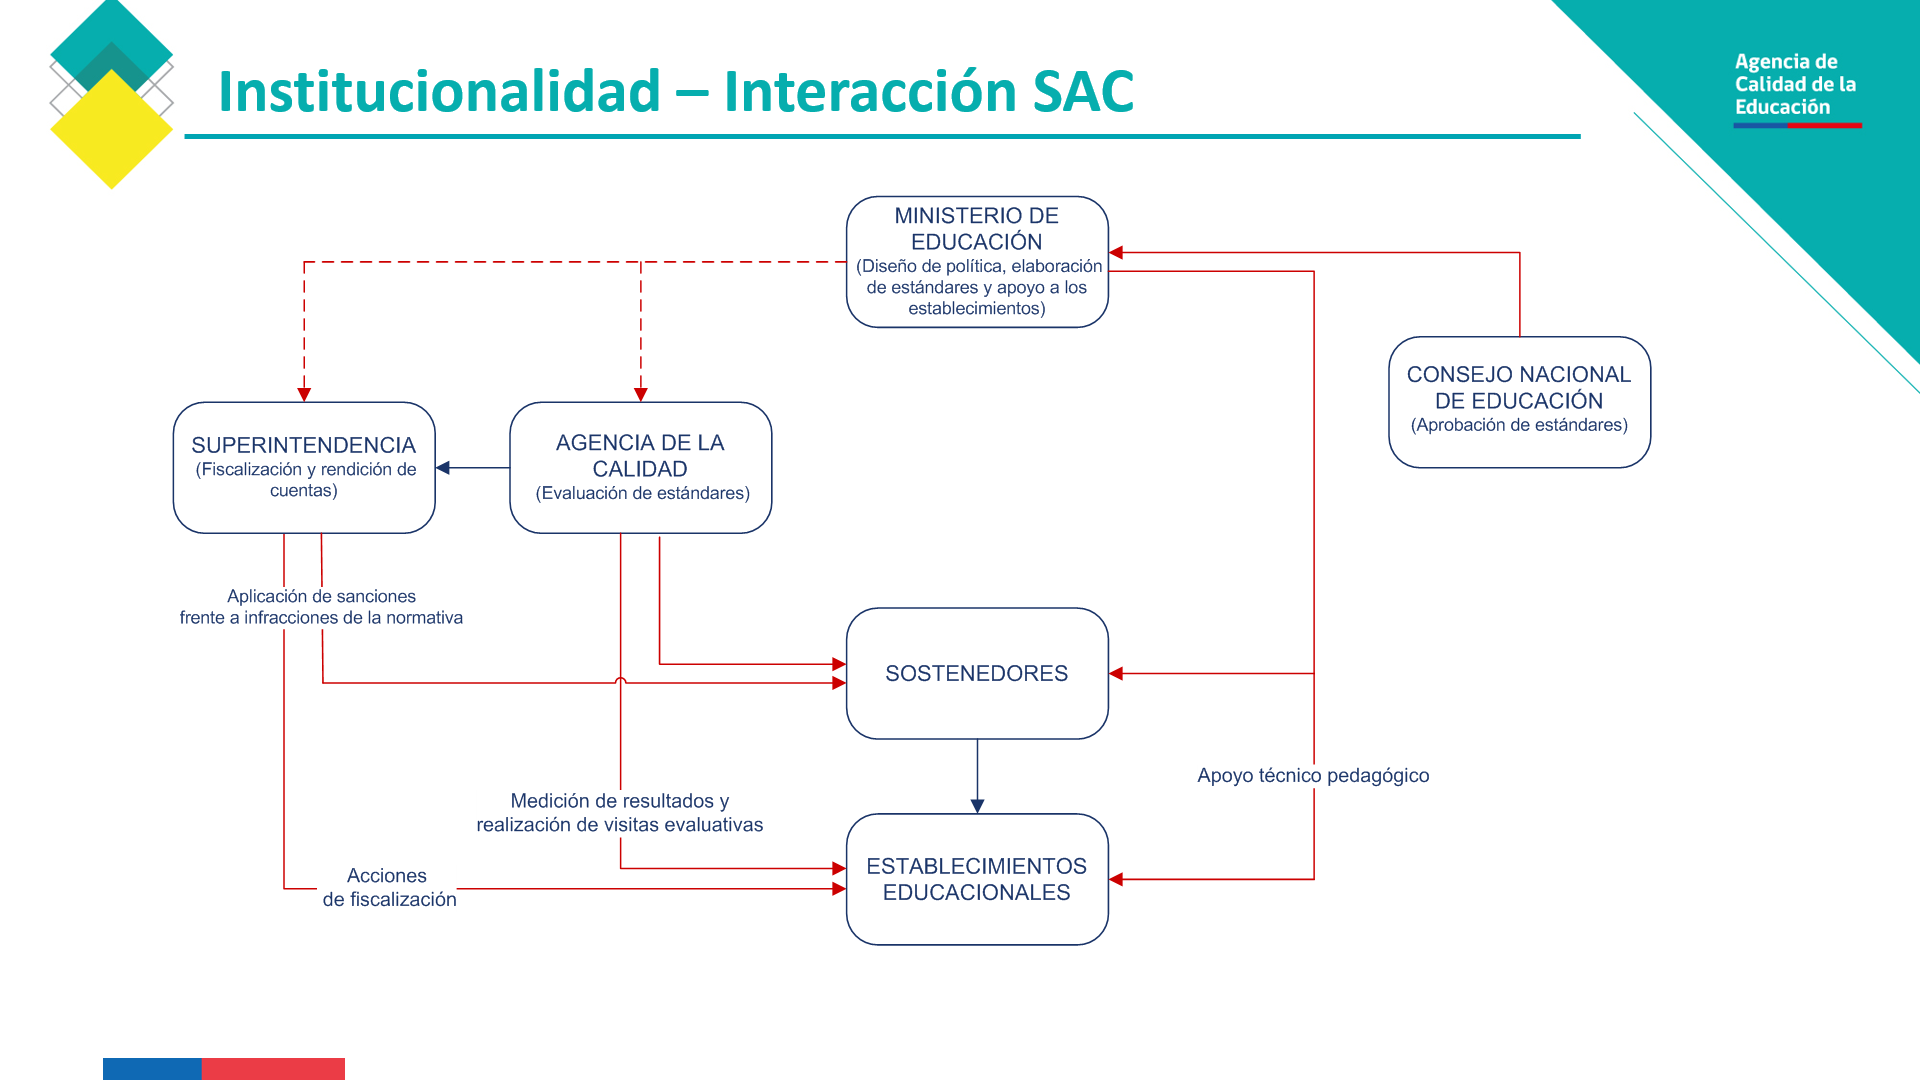 Institucionalidad – Interacción SAC
Agencia de
Calidad de la
Educación
MINISTERIO DE
EDUCACIÓN
(Diseño de política, elaboración
de estándares y apoyo a los
establecimientos)
CONSEJO NACIONAL
DE EDUCACIÓN
(Aprobación de estándares)
SUPERINTENDENCIA
(Fiscalización y rendición de
cuentas)
AGENCIA DE LA
CALIDAD
(Evaluación de estándares)
Aplicación de sanciones
frente a infracciones de la normativa
SOSTENEDORES
Apoyo técnico pedagógico
Medición de resultados y
realización de visitas evaluativas
Acciones
de fiscalización
ESTABLECIMIENTOS
EDUCACIONALES